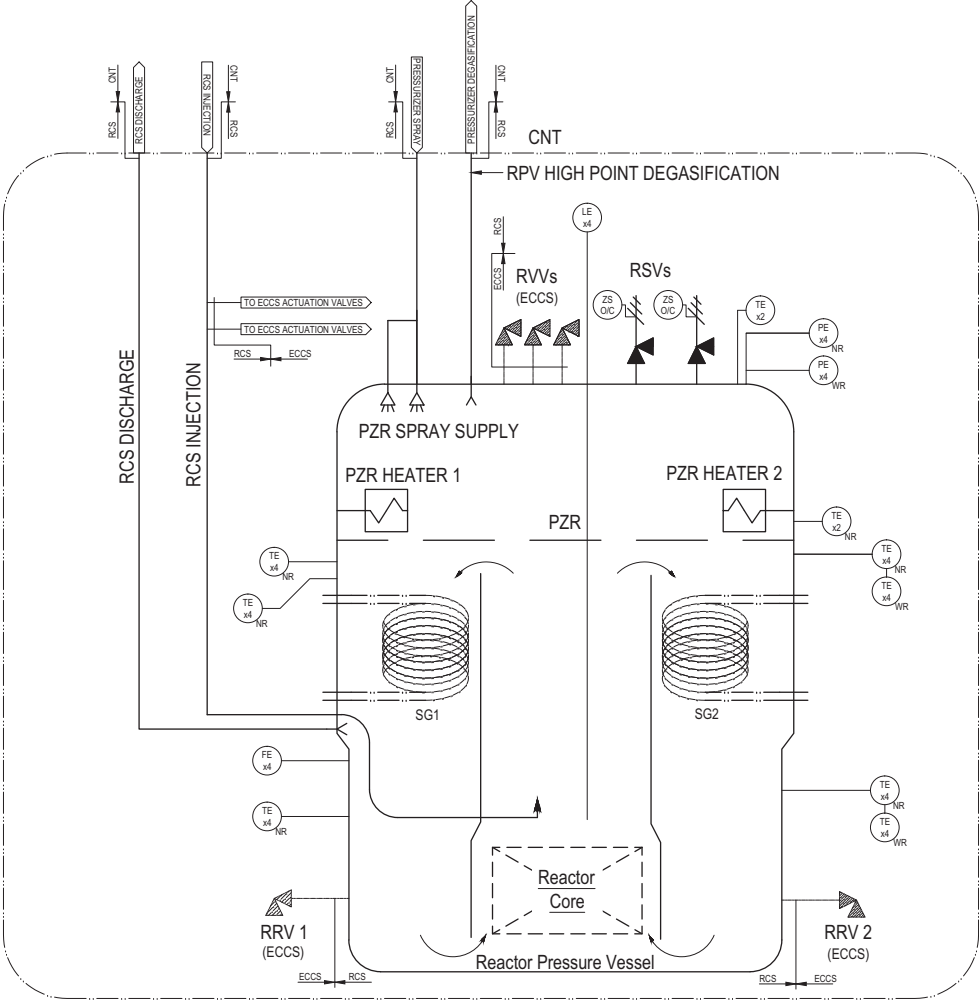 CNT
RCS
RCS DISCHARGE
RCS INJECTION
CNT
RCS
CNT
RCS
PRESSURIZER SPRAY
PRESSURIZER DEGASIFICATION
CNT
RCS
CNT
RPV HIGH POINT DEGASIFICATION
LE
x4
RCS
ECCS
RVVs
(ECCS)
RSVs
ZS
O/C
ZS
O/C
TE
x2
TO ECCS ACTUATION VALVES
TO ECCS ACTUATION VALVES
RCS
ECCS
PE
x4
NR
PE
x4
WR
RCS DISCHARGE
RCS INJECTION
PZR SPRAY SUPPLY
PZR HEATER 1
PZR HEATER 2
PZR
TE
x2
NR
TE
x4
NR
TE
x4
NR
TE
x4
NR
TE
x4
WR
SG1
SG2
FE
x4
TE
x4
NR
TE
x4
NR
TE
x4
WR
Reactor
Core
RRV 1
(ECCS)
RRV 2
(ECCS)
Reactor Pressure Vessel
ECCS
RCS
RCS
ECCS